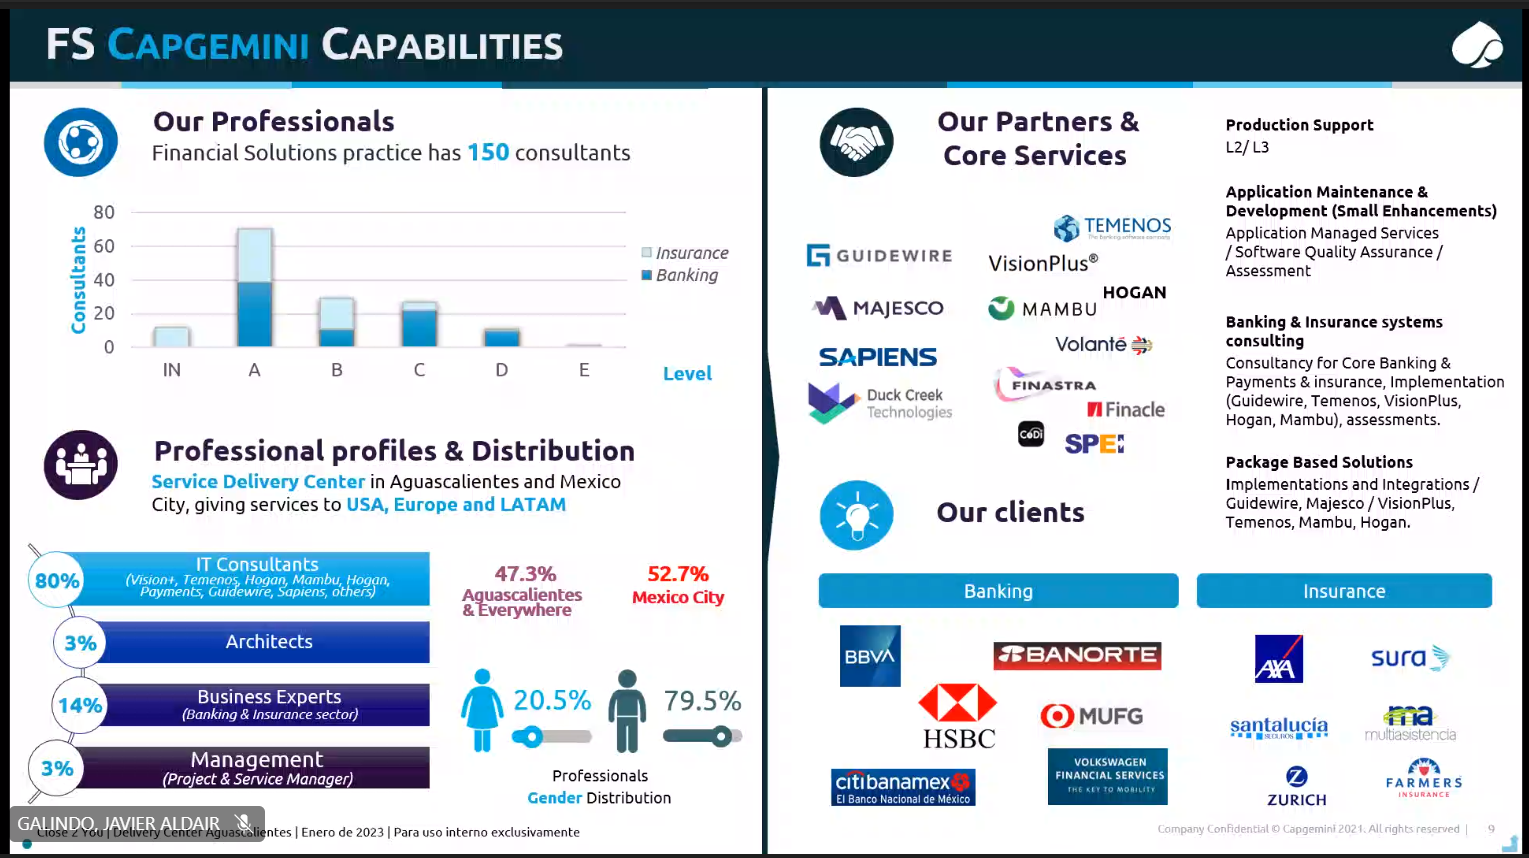 FS CAPGEMINI CAPABILITIES
Our Professionals
Financial Solutions practice has 150 consultants
Consultants
80
60
40
20
0
IN A B C D E
Level
Insurance
Banking
Professional profiles & Distribution
Service Delivery Center in Aguascalientes and Mexico
City, giving services to USA, Europe and LATAM
80%
IT Consultants
(Vision+, Temenos, Hogan, Mambu, Hogan,
Payments, Guidewire, Sapiens, others)
3%
Architects
14%
Business Experts
(Banking & Insurance sector)
3%
Management
(Project & Service Manager)
47.3%
Aguascalientes
& Everywhere
52.7%
Mexico City
20.5%
79.5%
Professionals
Gender Distribution
Our Partners &
Core Services
TEMENOS
The banking software company
GUIDEWIRE
VisionPlus®
MAJESCO
MAMBU
HOGAN
SAPIENS
Volanté
Duck Creek
Technologies
FINASTRA
Finacle
CoDi
SPEI
Production Support
L2/ L3
Application Maintenance &
Development (Small Enhancements)
Application Managed Services
/ Software Quality Assurance /
Assessment
Banking & Insurance systems
consulting
Consultancy for Core Banking &
Payments & insurance, Implementation
(Guidewire, Temenos, VisionPlus,
Hogan, Mambu), assessments.
Package Based Solutions
Implementations and Integrations /
Guidewire, Majesco / VisionPlus,
Temenos, Mambu, Hogan.
Our clients
Banking
BBVA
BANORTE
HSBC
MUFG
citibanamex
El Banco Nacional de México
VOLKSWAGEN
FINANCIAL SERVICES
THE KEY TO MOBILITY
Insurance
AXA
sura
santalucía
SEGUROS
ma
multiasistencia
Z
ZURICH
FARMERS
INSURANCE
GALINDO, JAVIER ALDAIR
Close 2 You | Delivery Center Aguascalientes | Enero de 2023 | Para uso interno exclusivamente
Company Confidential © Capgemini 2021. All rights reserved | 9